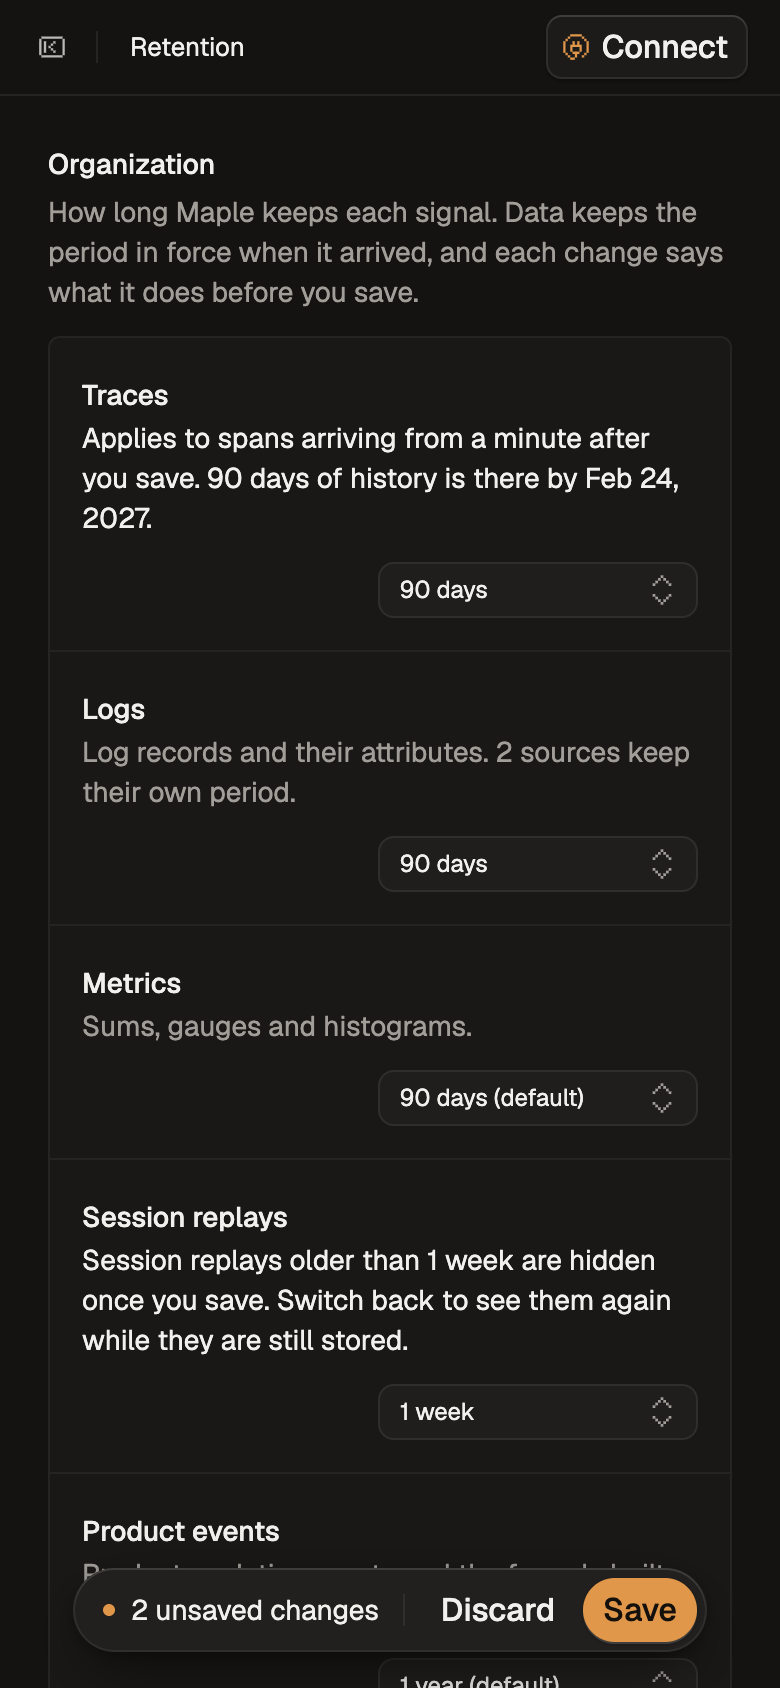 Retention
Connect
Organization
How long Maple keeps each signal. Data keeps the
period in force when it arrived, and each change says
what it does before you save.
Traces
Applies to spans arriving from a minute after
you save. 90 days of history is there by Feb 24,
2027.
90 days
Logs
Log records and their attributes. 2 sources keep
their own period.
90 days
Metrics
Sums, gauges and histograms.
90 days (default)
Session replays
Session replays older than 1 week are hidden
once you save. Switch back to see them again
while they are still stored.
1 week
Product events
2 unsaved changes
Discard
Save
1 year (default)